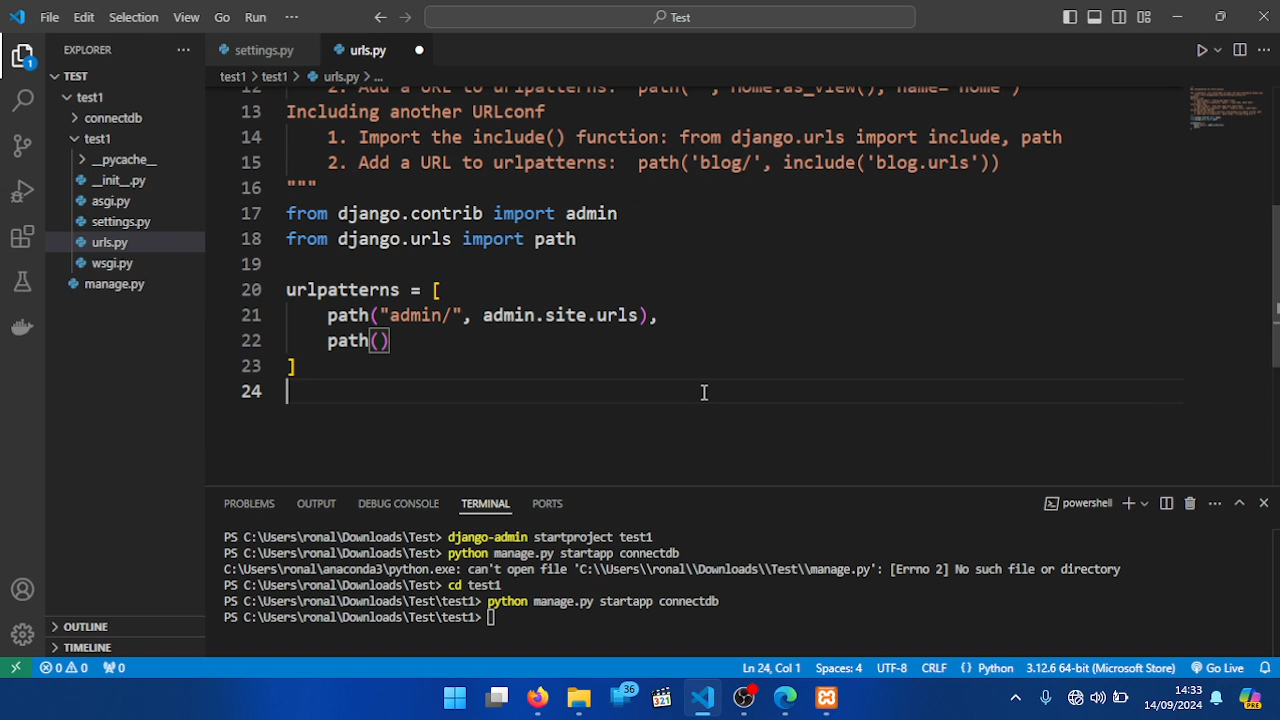 File Edit Selection View Go Run ··· Test
EXPLORER
settings.py
urls.py
test1 > test1 > urls.py > ...
TEST
test1
connectdb
test1
__pycache__
__init__.py
asgi.py
settings.py
urls.py
wsgi.py
manage.py
OUTLINE
TIMELINE
12 2. Add a URL to urlpatterns: path('', Home.as_view(), name='home')
13 Including another URLconf
14 1. Import the include() function: from django.urls import include, path
15 2. Add a URL to urlpatterns: path('blog/', include('blog.urls'))
16 """
17 from django.contrib import admin
18 from django.urls import path
19
20 urlpatterns = [
21 path("admin/", admin.site.urls),
22 path()
23 ]
24
PROBLEMS OUTPUT DEBUG CONSOLE TERMINAL PORTS
powershell
PS C:\Users\ronal\Downloads\Test> django-admin startproject test1
PS C:\Users\ronal\Downloads\Test> python manage.py startapp connectdb
C:\Users\ronal\anaconda3\python.exe: can't open file 'C:\\Users\\ronal\\Downloads\\Test\\manage.py': [Errno 2] No such file or directory
PS C:\Users\ronal\Downloads\Test> cd test1
PS C:\Users\ronal\Downloads\Test\test1> python manage.py startapp connectdb
PS C:\Users\ronal\Downloads\Test\test1>
0 0 0 Ln 24, Col 1 Spaces: 4 UTF-8 CRLF {} Python 3.12.6 64-bit (Microsoft Store) Go Live
1
36
321
PRE
14:33
14/09/2024